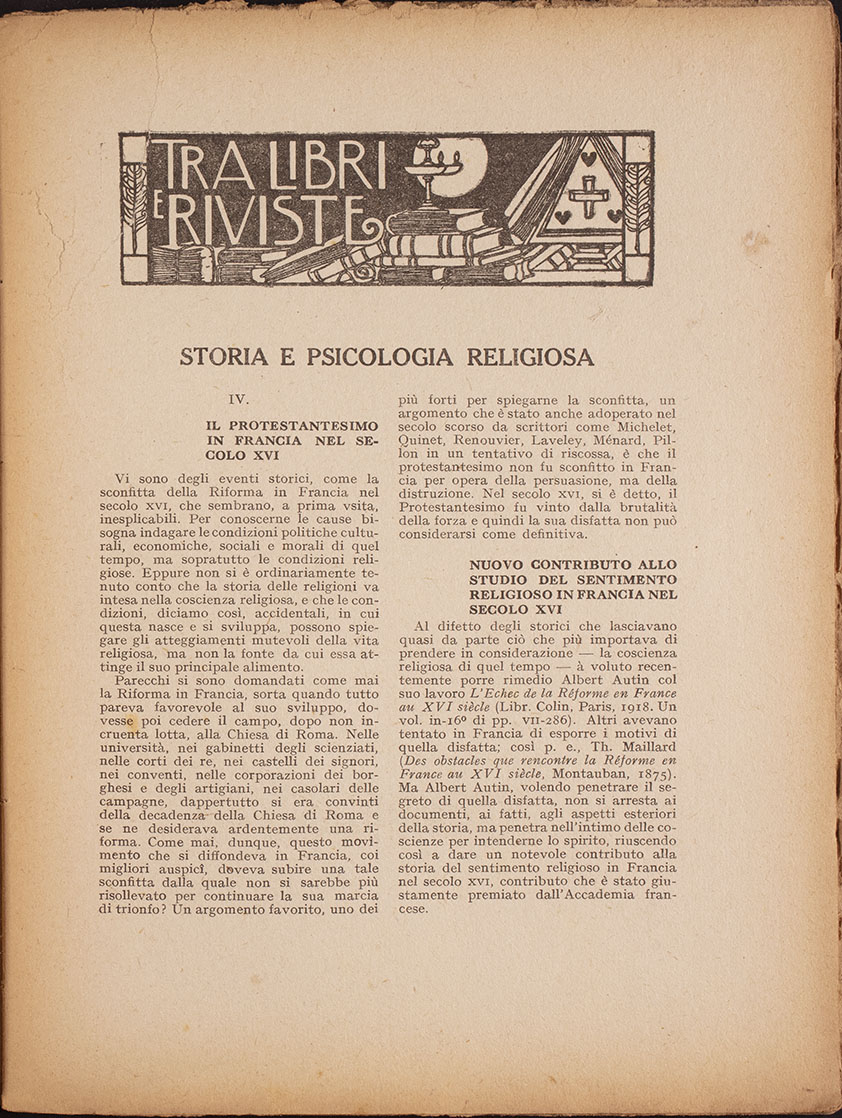 TRA LIBRI
E RIVISTE
STORIA E PSICOLOGIA RELIGIOSA
IV.
IL PROTESTANTESIMO
IN FRANCIA NEL SE-
COLO XVI
Vi sono degli eventi storici, come la
sconfitta della Riforma in Francia nel
secolo XVI, che sembrano, a prima vsita,
inesplicabili. Per conoscerne le cause bi-
sogna indagare le condizioni politiche cultu-
rali, economiche, sociali e morali di quel
tempo, ma sopratutto le condizioni reli-
giose. Eppure non si è ordinariamente te-
nuto conto che la storia delle religioni va
intesa nella coscienza religiosa, e che le con-
dizioni, diciamo così, accidentali, in cui
questa nasce e si sviluppa, possono spie-
gare gli atteggiamenti mutevoli della vita
religiosa, ma non la fonte da cui essa at-
tinge il suo principale alimento.
Parecchi si sono domandati come mai
la Riforma in Francia, sorta quando tutto
pareva favorevole al suo sviluppo, do-
vesse poi cedere il campo, dopo non in-
cruenta lotta, alla Chiesa di Roma. Nelle
università, nei gabinetti degli scienziati,
nelle corti dei re, nei castelli dei signori,
nei conventi, nelle corporazioni dei bor-
ghesi e degli artigiani, nei casolari delle
campagne, dappertutto si era convinti
della decadenza della Chiesa di Roma e
se ne desiderava ardentemente una ri-
forma. Come mai, dunque, questo movi-
mento che si diffondeva in Francia, coi
migliori auspicî, doveva subire una tale
sconfitta dalla quale non si sarebbe più
risollevato per continuare la sua marcia
di trionfo? Un argomento favorito, uno dei
più forti per spiegarne la sconfitta, un
argomento che è stato anche adoperato nel
secolo scorso da scrittori come Michelet,
Quinet, Renouvier, Laveley, Ménard, Pil-
lon in un tentativo di riscossa, è che il
protestantesimo non fu sconfitto in Fran-
cia per opera della persuasione, ma della
distruzione. Nel secolo XVI, si è detto, il
Protestantesimo fu vinto dalla brutalità
della forza e quindi la sua disfatta non può
considerarsi come definitiva.
NUOVO CONTRIBUTO ALLO
STUDIO DEL SENTIMENTO
RELIGIOSO IN FRANCIA NEL
SECOLO XVI
Al difetto degli storici che lasciavano
quasi da parte ciò che più importava di
prendere in considerazione — la coscienza
religiosa di quel tempo — à voluto recen-
temente porre rimedio Albert Autin col
suo lavoro L'Echec de la Réforme en France
au XVI siècle (Libr. Colin, Paris, 1918. Un
vol. in-16º di pp. VII-286). Altri avevano
tentato in Francia di esporre i motivi di
quella disfatta; così p. e., Th. Maillard
(Des obstacles que rencontre la Réforme en
France au XVI siècle, Montauban, 1875).
Ma Albert Autin, volendo penetrare il se-
greto di quella disfatta, non si arresta ai
documenti, ai fatti, agli aspetti esteriori
della storia, ma penetra nell'intimo delle co-
scienze per intenderne lo spirito, riuscendo
così a dare un notevole contributo alla
storia del sentimento religioso in Francia
nel secolo XVI, contributo che è stato giu-
stamente premiato dall'Accademia fran-
cese.